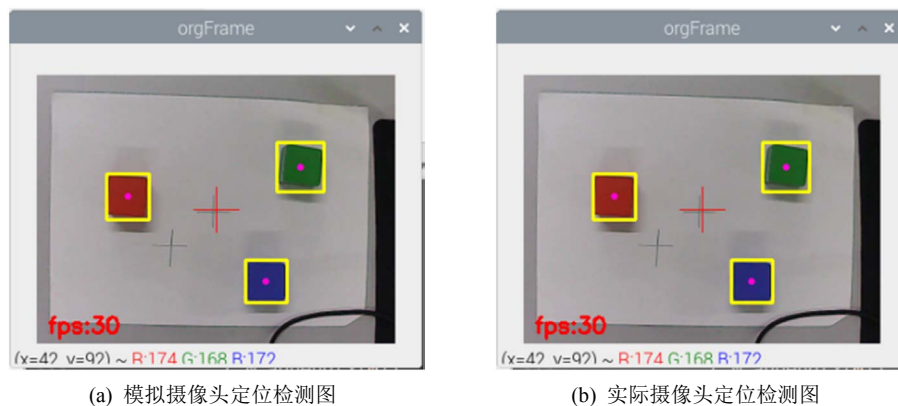 orgFrame
fps:30
(x=42, y=92) ~ R:174 G:168 B:172
(a) 模拟摄像头定位检测图
orgFrame
fps:30
(x=42, y=92) ~ R:174 G:168 B:172
(b) 实际摄像头定位检测图